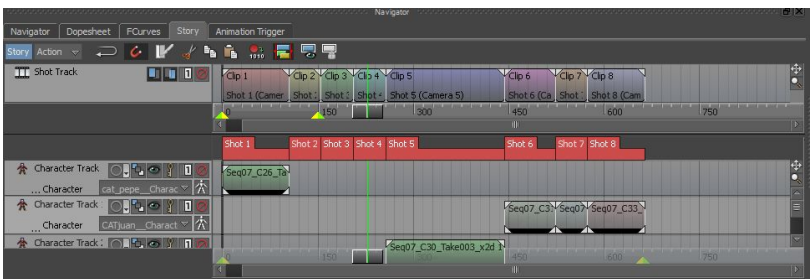 Navigator
Navigator Dopesheet FCurves Story Animation Trigger
Story Action
Shot Track
Clip 1 Clip 2 Clip 3 Clip 4 Clip 5 Clip 6 Clip 7 Clip 8
Shot 1 (Camer Shot Shot Shot Shot 5 (Camera 5) Shot 6 (Ca Shot Shot 8 (Cam
0 150 300 450 600 750
Shot 1 Shot 2 Shot 3 Shot 4 Shot 5 Shot 6 Shot 7 Shot 8
Character Track
Seq07_C26_Ta
... Character cat_pepe__Charac
Character Track
Seq07_C3 Seq07 Seq07_C33_
... Character CATjuan__Charact
Character Track
Seq07_C30_Take003_x2d
0 150 300 450 600 750